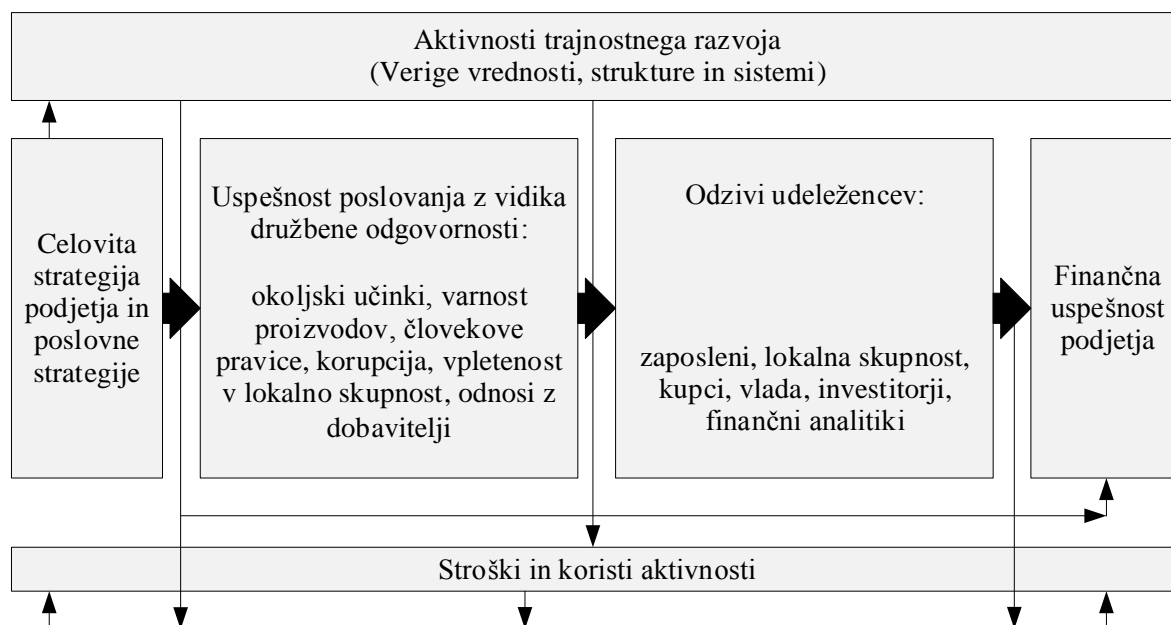 Aktivnosti trajnostnega razvoja
(Verige vrednosti, strukture in sistemi)
Celovita
strategija
podjetja in
poslovne
strategije
Uspešnost poslovanja z vidika
družbene odgovornosti:
okoljski učinki, varnost
proizvodov, človekove
pravice, korupcija, vpletenost
v lokalno skupnost, odnosi z
dobavitelji
Odzivi udeležencev:
zaposleni, lokalna skupnost,
kupci, vlada, investitorji,
finančni analitiki
Finančna
uspešnost
podjetja
Stroški in koristi aktivnosti